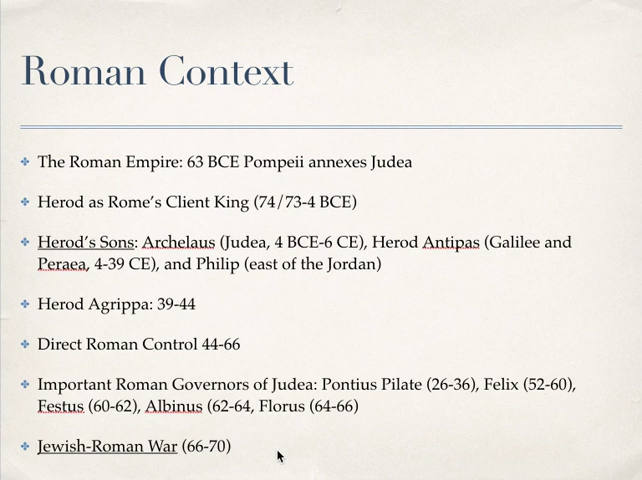 Roman Context
The Roman Empire: 63 BCE Pompeii annexes Judea
Herod as Rome's Client King (74/73-4 BCE)
Herod's Sons: Archelaus (Judea, 4 BCE-6 CE), Herod Antipas (Galilee and
Peraea, 4-39 CE), and Philip (east of the Jordan)
Herod Agrippa: 39-44
Direct Roman Control 44-66
Important Roman Governors of Judea: Pontius Pilate (26-36), Felix (52-60),
Festus (60-62), Albinus (62-64, Florus (64-66)
Jewish-Roman War (66-70)